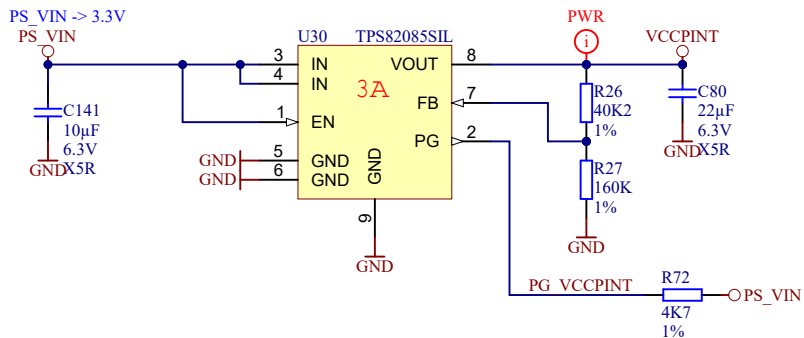 PS_VIN -> 3.3V
PS_VIN
U30
TPS82085SIL
PWR
VCCPINT
3
IN
VOUT
8
4
IN
3A
FB
7
1
EN
PG
2
5
GND
6
GND
GND
9
GND
GND
GND
C141
10µF
6.3V
X5R
GND
R26
40K2
1%
R27
160K
1%
GND
C80
22µF
6.3V
X5R
GND
i
PG_VCCPINT
R72
4K7
1%
PS_VIN